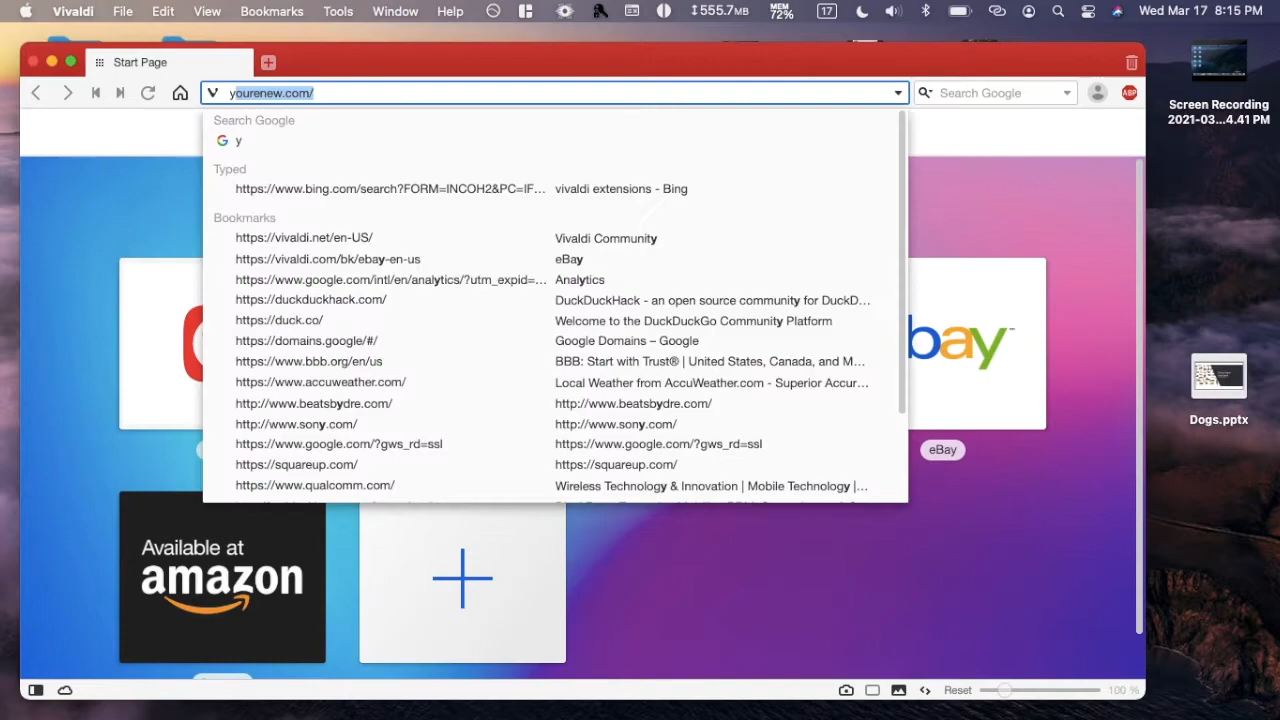 Vivaldi File Edit View Bookmarks Tools Window Help ↕555.7MB MEM 72% 17 Wed Mar 17 8:15 PM
Start Page
yourenew.com/
Search Google
ABP
Screen Recording
2021-03...4.41 PM
Search Google
G y
Typed
https://www.bing.com/search?FORM=INCOH2&PC=IF... vivaldi extensions - Bing
Bookmarks
https://vivaldi.net/en-US/ Vivaldi Community
https://vivaldi.com/bk/ebay-en-us eBay
https://www.google.com/intl/en/analytics/?utm_expid=... Analytics
https://duckduckhack.com/ DuckDuckHack - an open source community for DuckD...
https://duck.co/ Welcome to the DuckDuckGo Community Platform
https://domains.google/#/ Google Domains – Google
https://www.bbb.org/en/us BBB: Start with Trust® | United States, Canada, and M...
https://www.accuweather.com/ Local Weather from AccuWeather.com - Superior Accur...
http://www.beatsbydre.com/ http://www.beatsbydre.com/
http://www.sony.com/ http://www.sony.com/
https://www.google.com/?gws_rd=ssl https://www.google.com/?gws_rd=ssl
https://squareup.com/ https://squareup.com/
https://www.qualcomm.com/ Wireless Technology & Innovation | Mobile Technology |...
bay™
eBay
Dogs.pptx
Available at
amazon
Reset 100 %